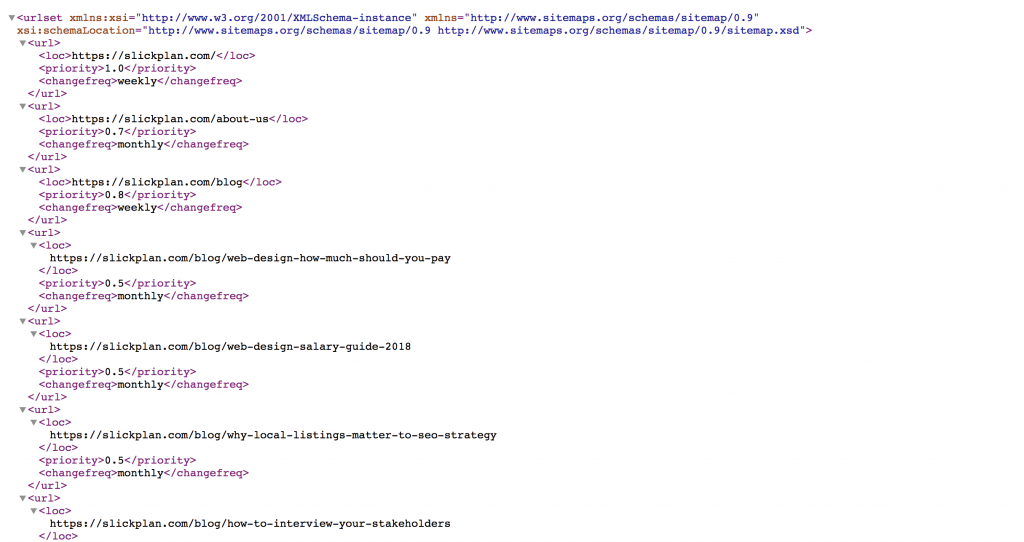 <urlset xmlns:xsi="http://www.w3.org/2001/XMLSchema-instance" xmlns="http://www.sitemaps.org/schemas/sitemap/0.9"
xsi:schemaLocation="http://www.sitemaps.org/schemas/sitemap/0.9 http://www.sitemaps.org/schemas/sitemap/0.9/sitemap.xsd">
<url>
<loc>https://slickplan.com/</loc>
<priority>1.0</priority>
<changefreq>weekly</changefreq>
</url>
<url>
<loc>https://slickplan.com/about-us</loc>
<priority>0.7</priority>
<changefreq>monthly</changefreq>
</url>
<url>
<loc>https://slickplan.com/blog</loc>
<priority>0.8</priority>
<changefreq>weekly</changefreq>
</url>
<url>
<loc>
https://slickplan.com/blog/web-design-how-much-should-you-pay
</loc>
<priority>0.5</priority>
<changefreq>monthly</changefreq>
</url>
<url>
<loc>
https://slickplan.com/blog/web-design-salary-guide-2018
</loc>
<priority>0.5</priority>
<changefreq>monthly</changefreq>
</url>
<url>
<loc>
https://slickplan.com/blog/why-local-listings-matter-to-seo-strategy
</loc>
<priority>0.5</priority>
<changefreq>monthly</changefreq>
</url>
<url>
<loc>
https://slickplan.com/blog/how-to-interview-your-stakeholders
</loc>